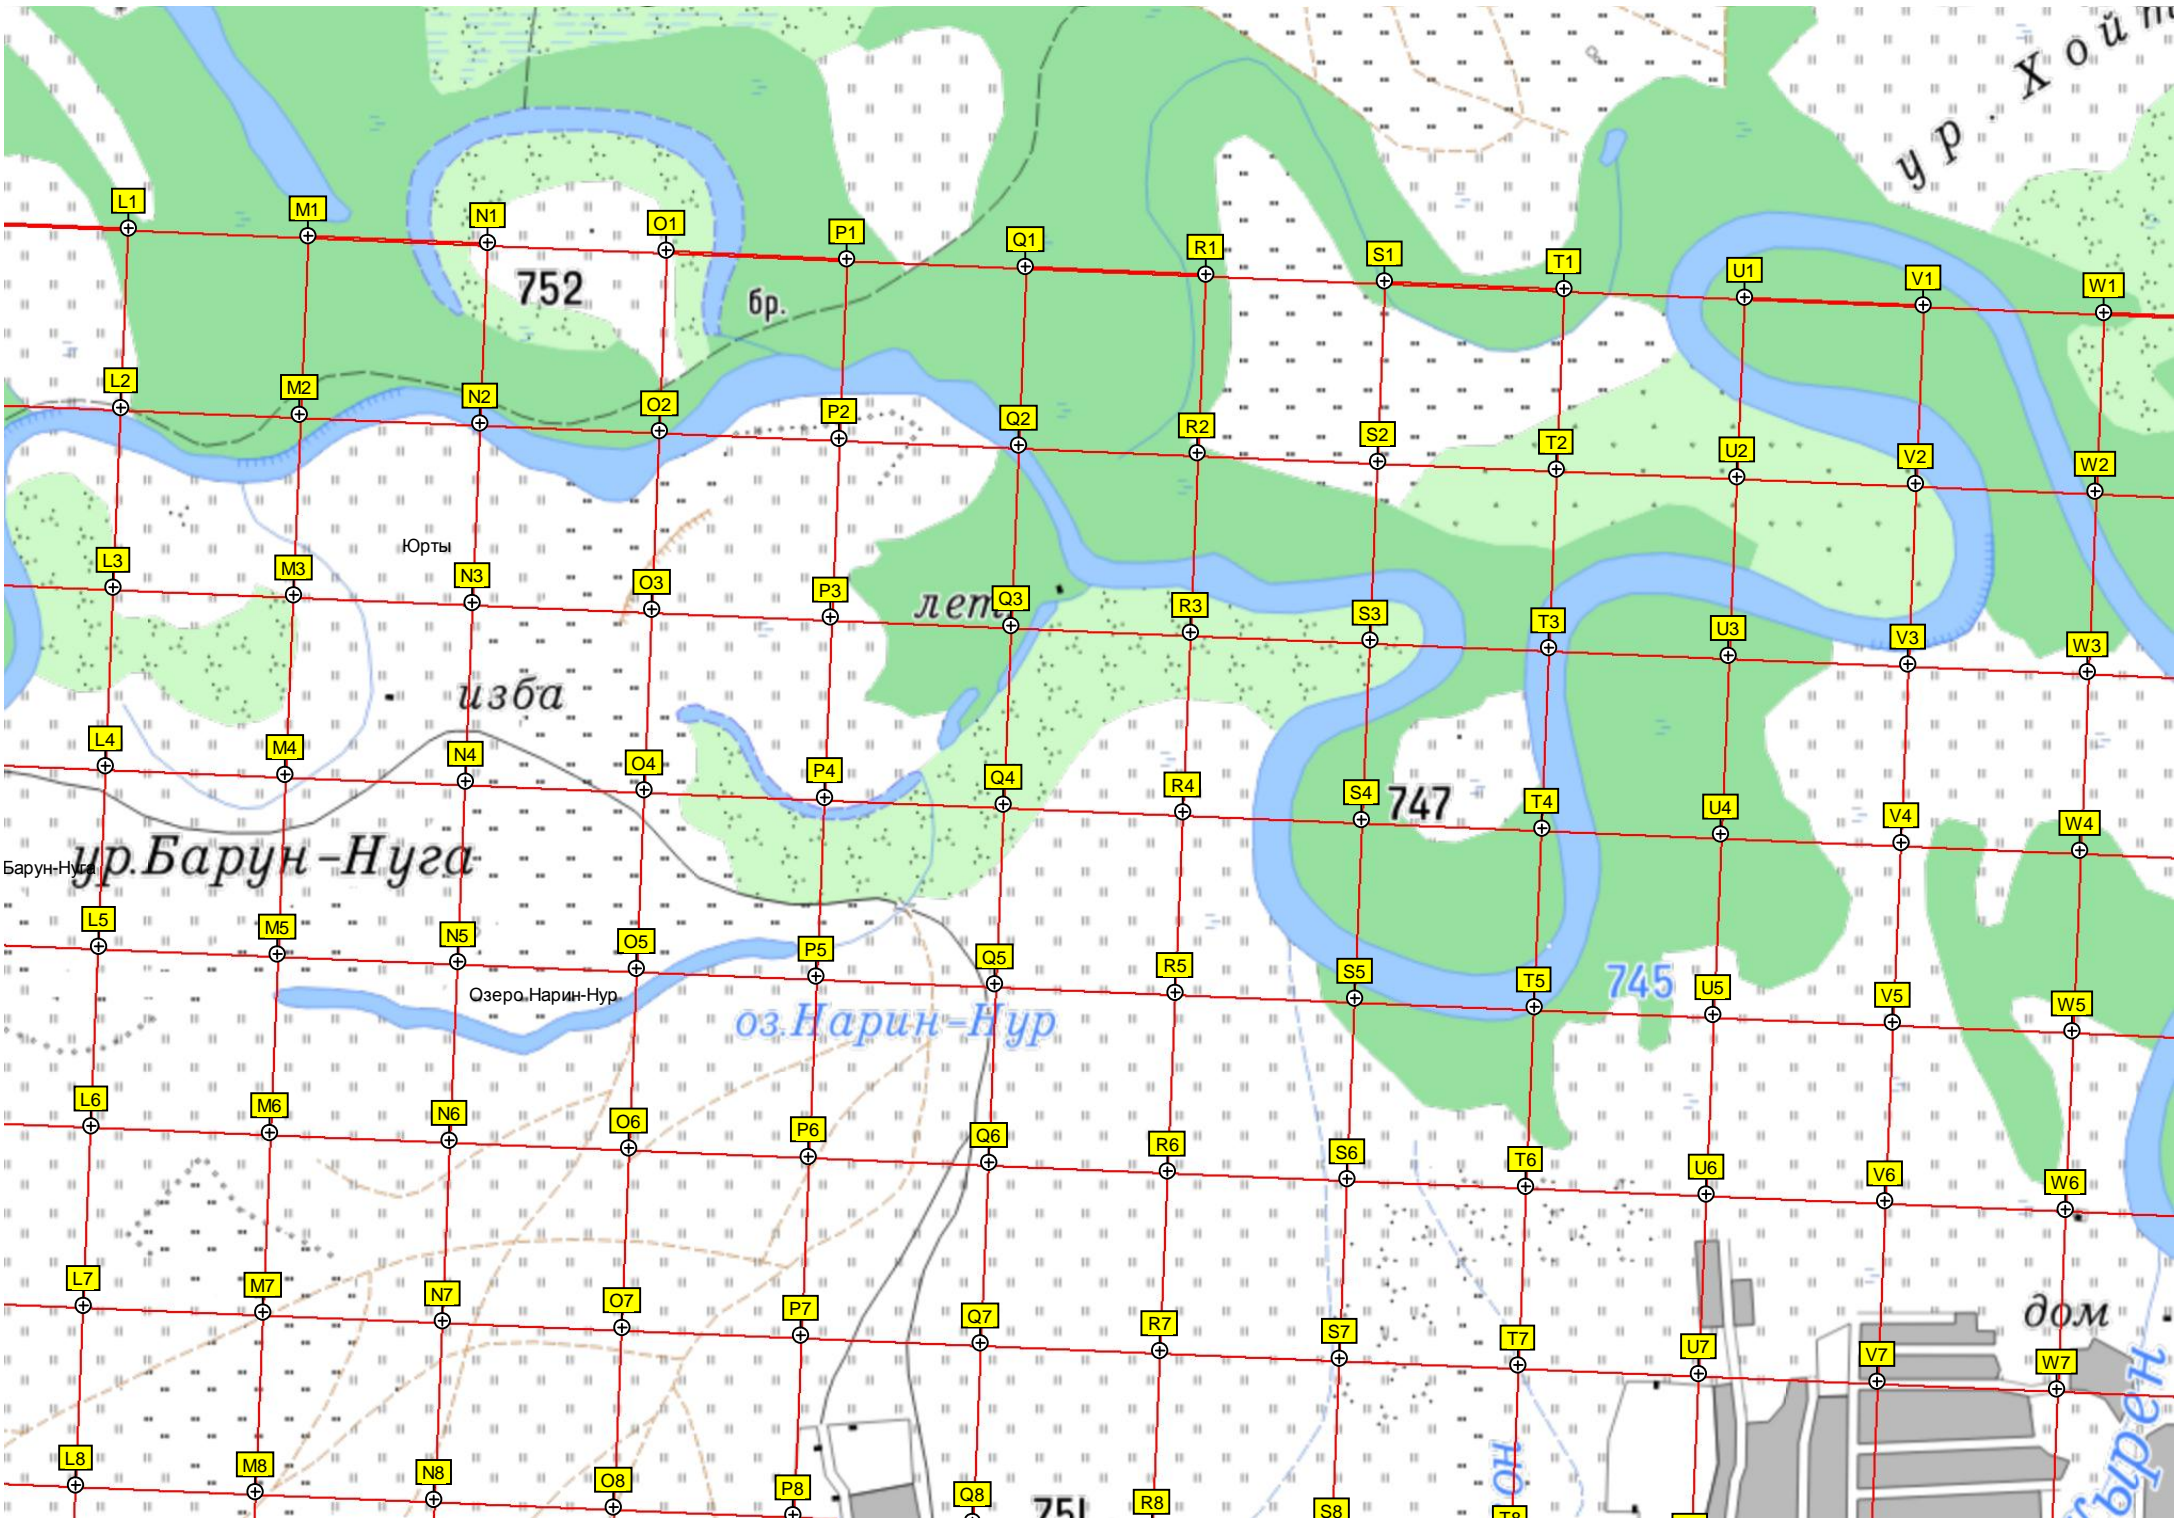 ур. Хойт
L1 M1 N1 O1 P1 Q1 R1 S1 T1 U1 V1 W1
752
бр.
L2 M2 N2 O2 P2 Q2 R2 S2 T2 U2 V2 W2
Юрты
L3 M3 N3 O3 P3 Q3 R3 S3 T3 U3 V3 W3
лет.
изба
L4 M4 N4 O4 P4 Q4 R4 S4 T4 U4 V4 W4
747
Барун-Нуга
ур.Барун-Нуга
L5 M5 N5 O5 P5 Q5 R5 S5 T5 U5 V5 W5
745
Озеро Нарин-Нур
оз.Нарин-Нур
L6 M6 N6 O6 P6 Q6 R6 S6 T6 U6 V6 W6
L7 M7 N7 O7 P7 Q7 R7 S7 T7 U7 V7 W7
дом
L8 M8 N8 O8 P8 Q8 R8 S8 T8
751
он
Кырен